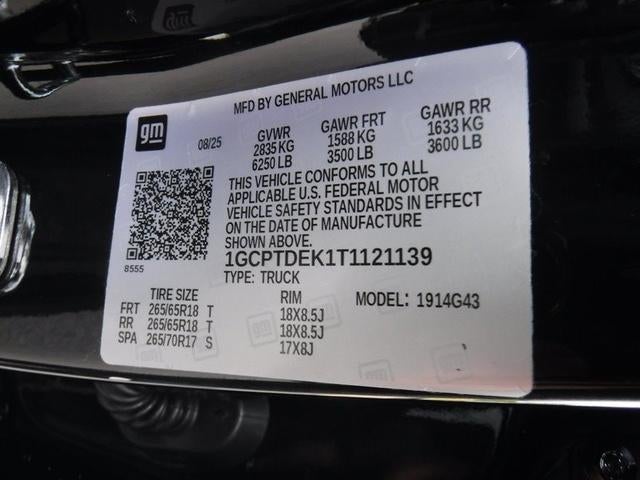 MFD BY GENERAL MOTORS LLC
gm
08/25 GVWR GAWR FRT GAWR RR
2835 KG 1588 KG 1633 KG
6250 LB 3500 LB 3600 LB
THIS VEHICLE CONFORMS TO ALL
APPLICABLE U.S. FEDERAL MOTOR
VEHICLE SAFETY STANDARDS IN EFFECT
ON THE DATE OF MANUFACTURE
SHOWN ABOVE.
8555
1GCPTDEK1T1121139
TYPE: TRUCK
TIRE SIZE RIM MODEL: 1914G43
FRT 265/65R18 T 18X8.5J
RR 265/65R18 T 18X8.5J
SPA 265/70R17 S 17X8J